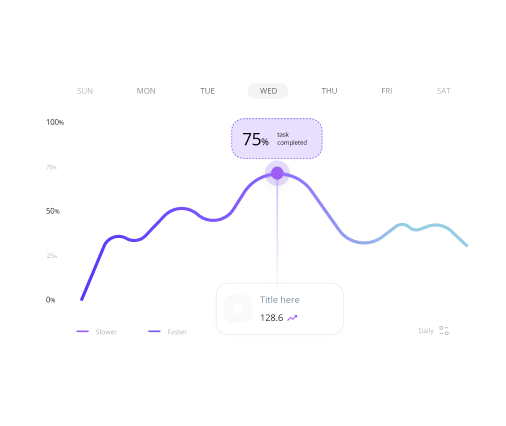 SUN MON TUE WED THU FRI SAT
100%
75% task
completed
75%
50%
25%
0%
Title here
128.6
Slower Faster Daily